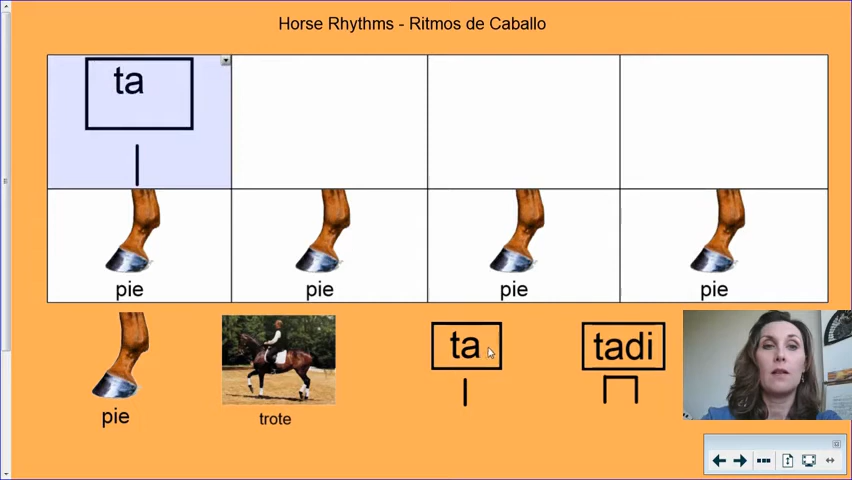 Horse Rhythms - Ritmos de Caballo
ta
pie pie pie pie
ta tadi
pie trote